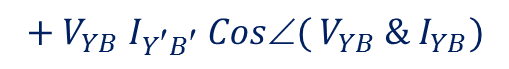 + V_{YB} I_{Y'B'} Cos∠( V_{YB} & I_{YB})